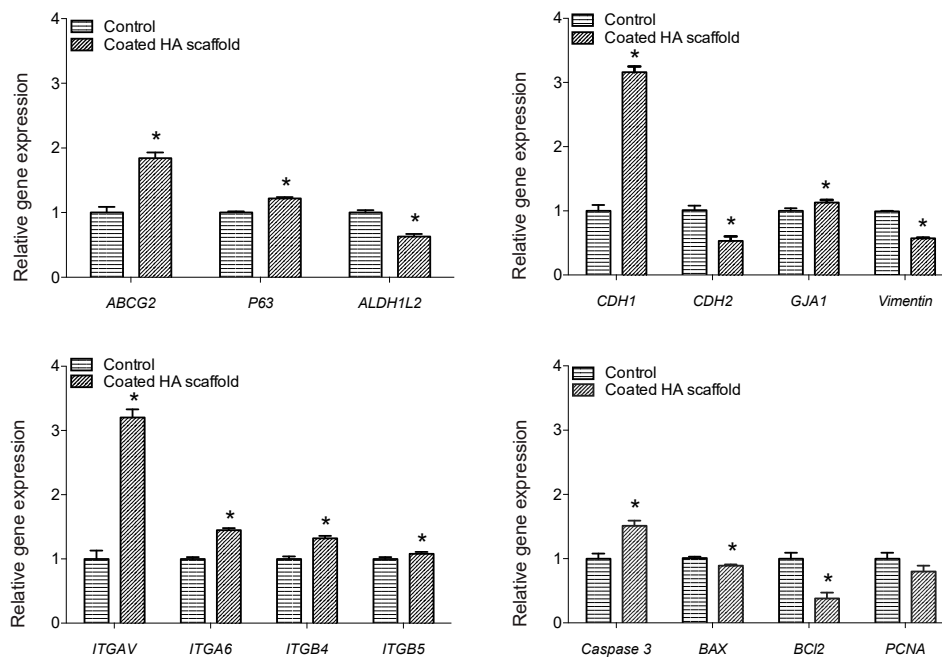 Control
Coated HA scaffold
Relative gene expression
4
3
2
1
0
*
*
*
ABCG2
P63
ALDH1L2
Control
Coated HA scaffold
Relative gene expression
4
3
2
1
0
*
*
*
*
CDH1
CDH2
GJA1
Vimentin
Control
Coated HA scaffold
Relative gene expression
4
3
2
1
0
*
*
*
*
ITGAV
ITGA6
ITGB4
ITGB5
Control
Coated HA scaffold
Relative gene expression
4
3
2
1
0
*
*
*
Caspase 3
BAX
BCl2
PCNA